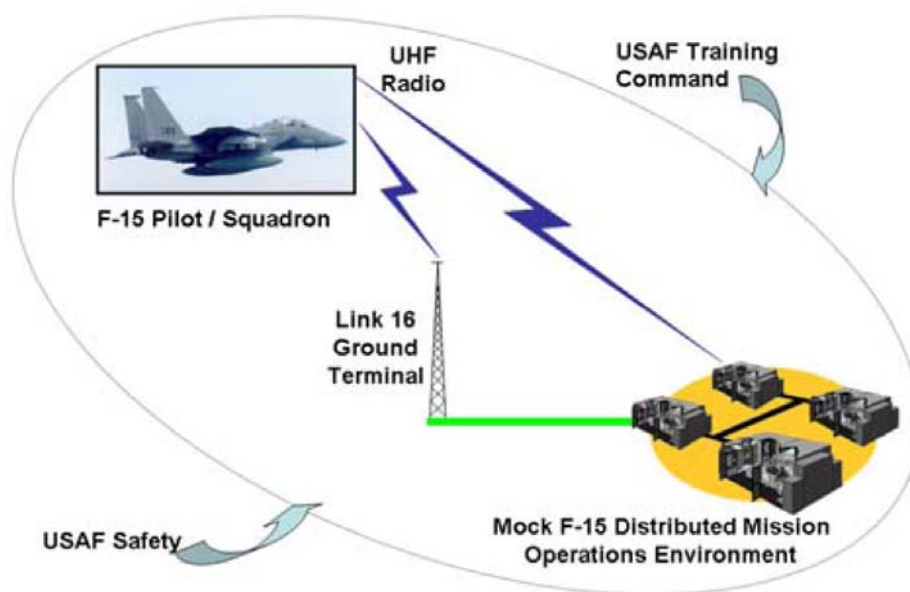 UHF
Radio
USAF Training
Command
F-15 Pilot / Squadron
Link 16
Ground
Terminal
USAF Safety
Mock F-15 Distributed Mission
Operations Environment